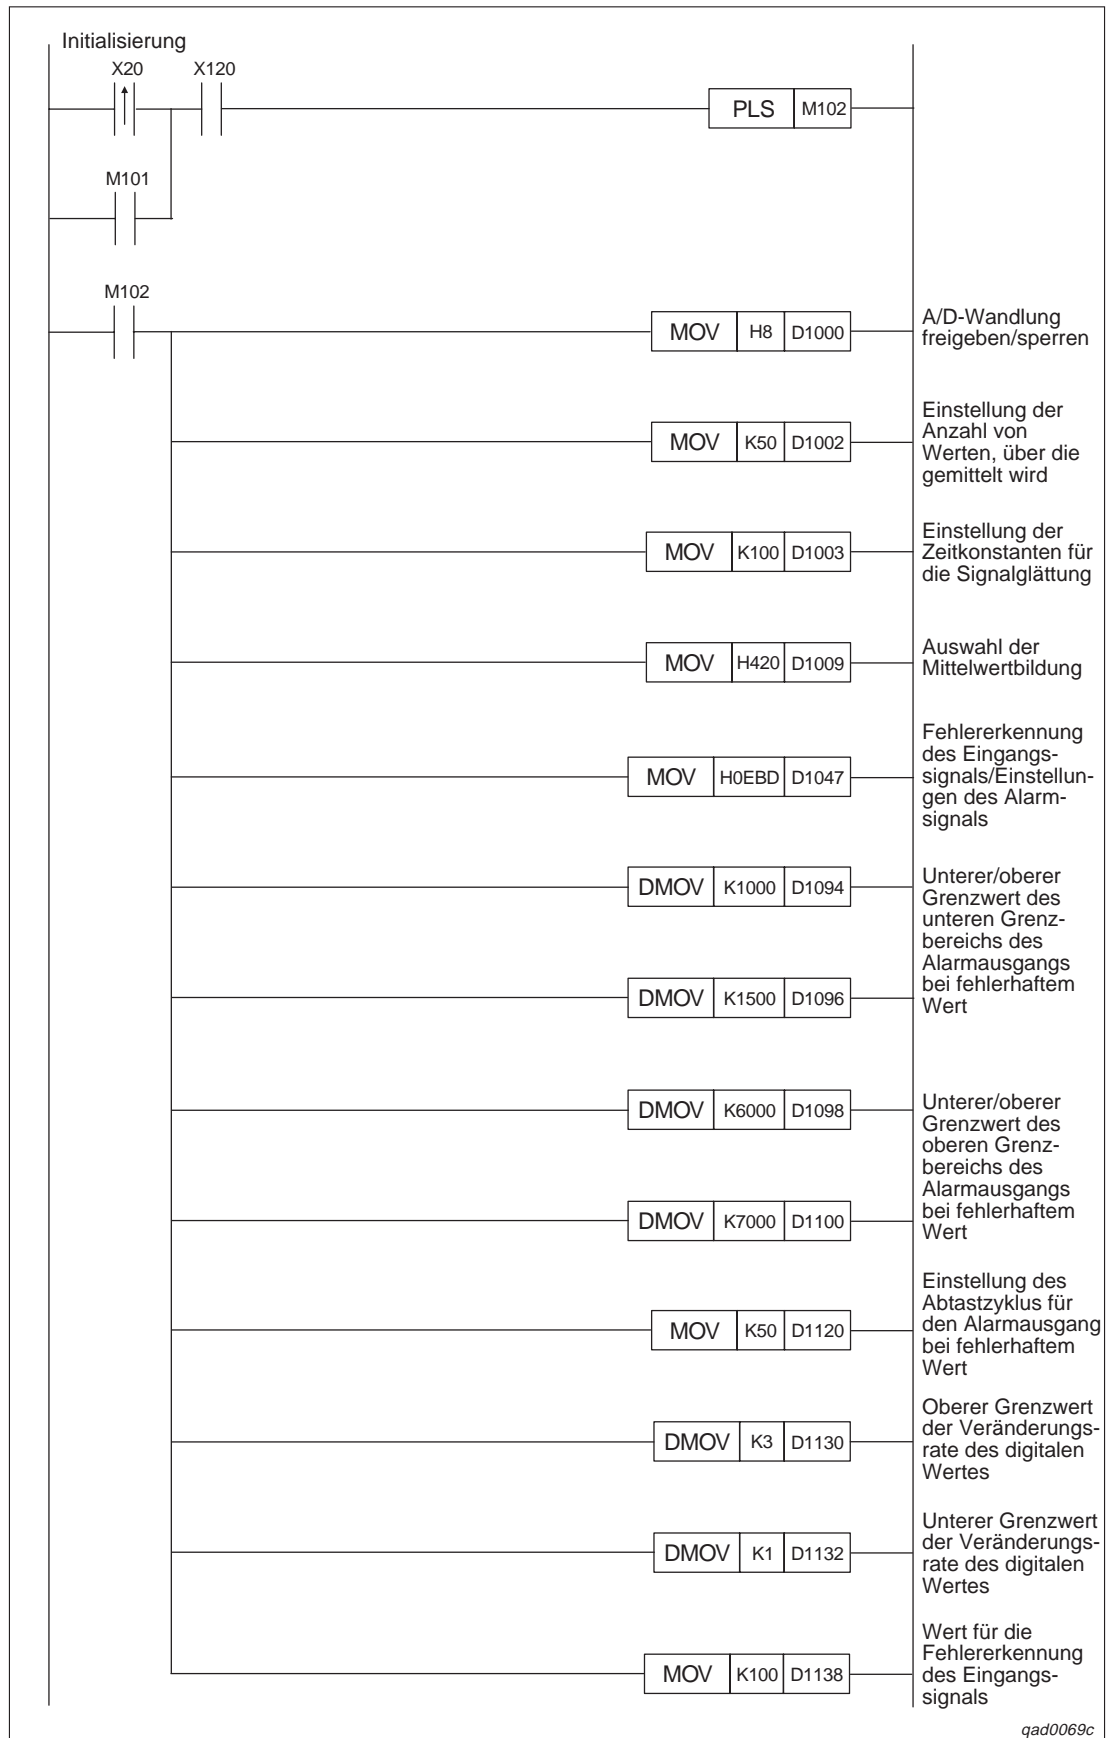 Initialisierung
X20 X120
PLS M102
M101
M102
MOV H8 D1000
A/D-Wandlung
freigeben/sperren
MOV K50 D1002
Einstellung der
Anzahl von
Werten, über die
gemittelt wird
MOV K100 D1003
Einstellung der
Zeitkonstanten für
die Signalglättung
MOV H420 D1009
Auswahl der
Mittelwertbildung
MOV H0EBD D1047
Fehlererkennung
des Eingangs-
signals/Einstellun-
gen des Alarm-
signals
DMOV K1000 D1094
DMOV K1500 D1096
Unterer/oberer
Grenzwert des
unteren Grenz-
bereichs des
Alarmausgangs
bei fehlerhaftem
Wert
DMOV K6000 D1098
DMOV K7000 D1100
Unterer/oberer
Grenzwert des
oberen Grenz-
bereichs des
Alarmausgangs
bei fehlerhaftem
Wert
MOV K50 D1120
Einstellung des
Abtastzyklus für
den Alarmausgang
bei fehlerhaftem
Wert
DMOV K3 D1130
Oberer Grenzwert
der Veränderungs-
rate des digitalen
Wertes
DMOV K1 D1132
Unterer Grenzwert
der Veränderungs-
rate des digitalen
Wertes
MOV K100 D1138
Wert für die
Fehlererkennung
des Eingangs-
signals
qad0069c